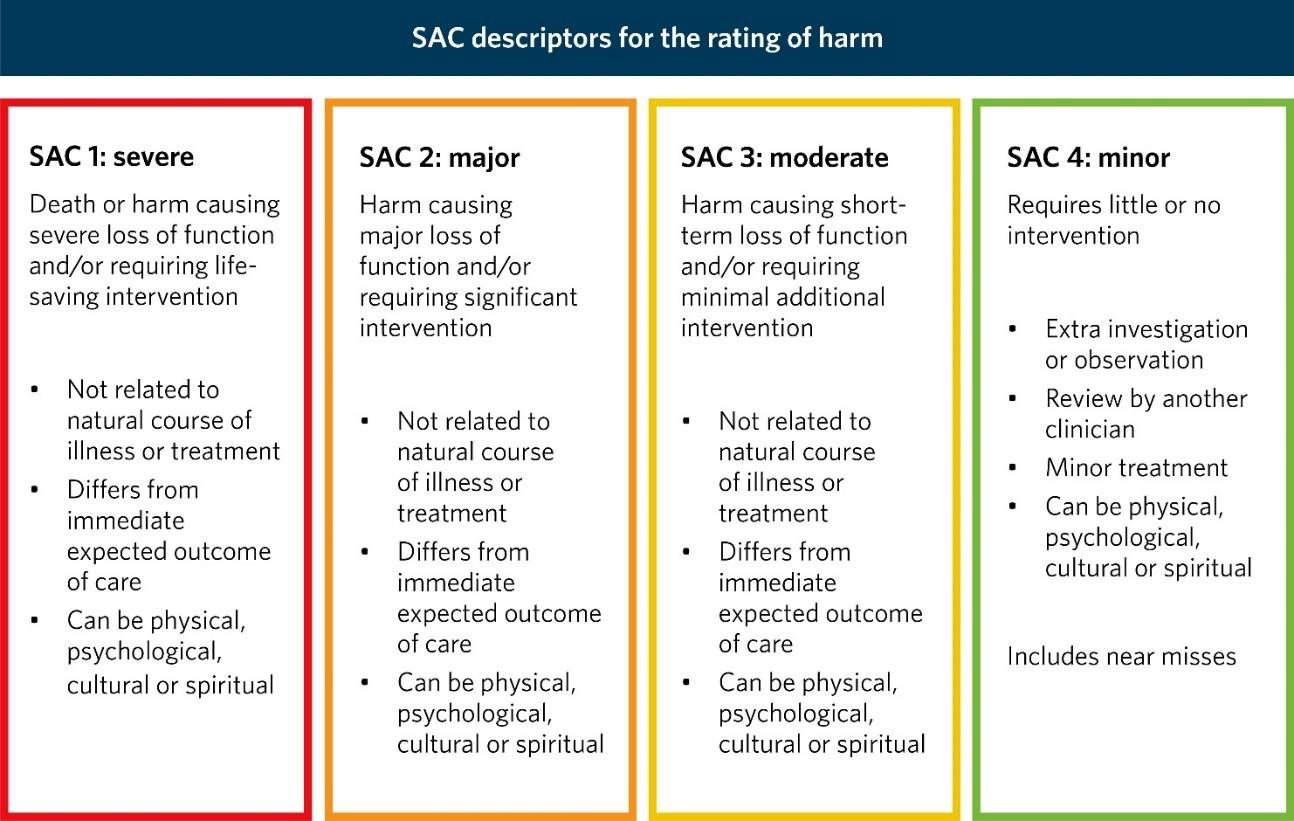 SAC descriptors for the rating of harm
SAC 1: severe
Death or harm causing
severe loss of function
and/or requiring life-
saving intervention
▪ Not related to
natural course of
illness or treatment
▪ Differs from
immediate
expected outcome
of care
▪ Can be physical,
psychological,
cultural or spiritual
SAC 2: major
Harm causing
major loss of
function and/or
requiring significant
intervention
▪ Not related to
natural course
of illness or
treatment
▪ Differs from
immediate
expected outcome
of care
▪ Can be physical,
psychological,
cultural or spiritual
SAC 3: moderate
Harm causing short-
term loss of function
and/or requiring
minimal additional
intervention
▪ Not related to
natural course
of illness or
treatment
▪ Differs from
immediate
expected outcome
of care
▪ Can be physical,
psychological,
cultural or spiritual
SAC 4: minor
Requires little or no
intervention
▪ Extra investigation
or observation
▪ Review by another
clinician
▪ Minor treatment
▪ Can be physical,
psychological,
cultural or spiritual
Includes near misses